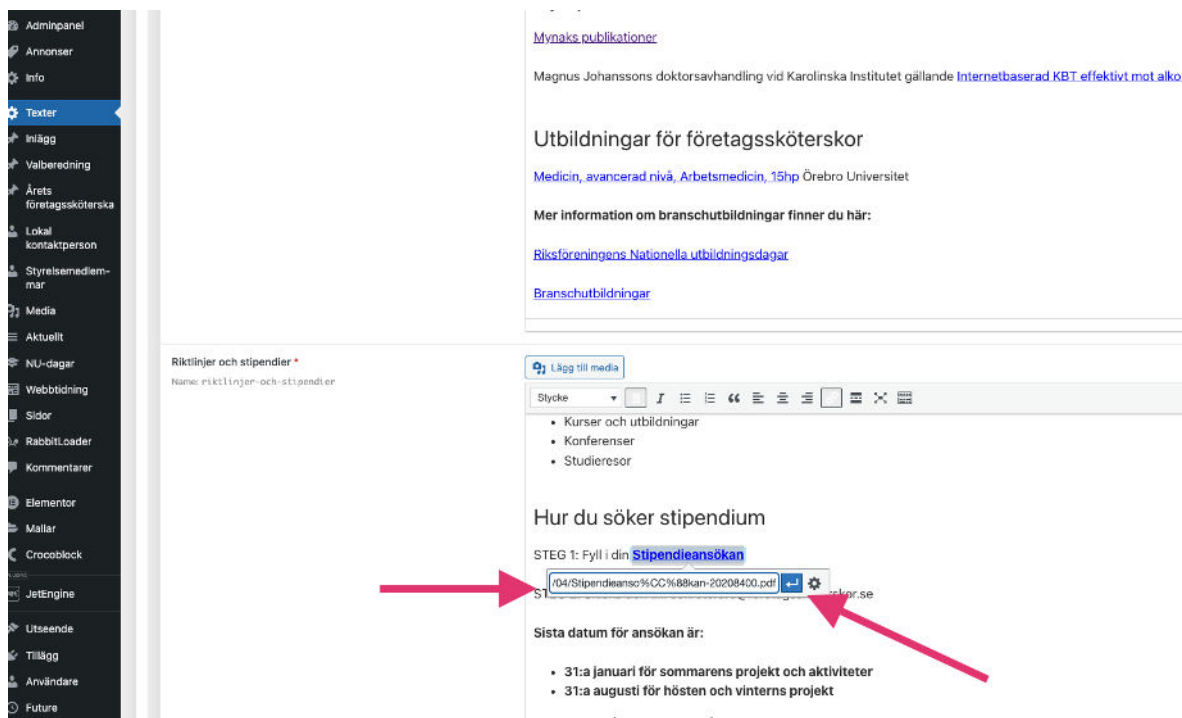 Adminpanel
Annonser
Info
Texter
Inlägg
Valberedning
Årets
företagssköterska
Lokal
kontaktperson
Styrelsemedlem-
mar
Media
Aktuellt
NU-dagar
Webbtidning
Sidor
RabbitLoader
Kommentarer
Elementor
Mallar
Crocoblock
JetEngine
Utseende
Tillägg
Användare
Future
Mynaks publikationer
Magnus Johanssons doktorsavhandling vid Karolinska Institutet gällande Internetbaserad KBT effektivt mot alko
Utbildningar för företagssköterskor
Medicin, avancerad nivå, Arbetsmedicin, 15hp Örebro Universitet
Mer information om branschutbildningar finner du här:
Riksföreningens Nationella utbildningsdagar
Branschutbildningar
Riktlinjer och stipendier *
Name: riktlinjer-och-stipendier
Lägg till media
Stycke
• Kurser och utbildningar
• Konferenser
• Studieresor
Hur du söker stipendium
STEG 1: Fyll i din Stipendieansökan
/04/Stipendieanso%CC%88kan-20208400.pdf
Sista datum för ansökan är:
• 31:a januari för sommarens projekt och aktiviteter
• 31:a augusti för hösten och vinterns projekt